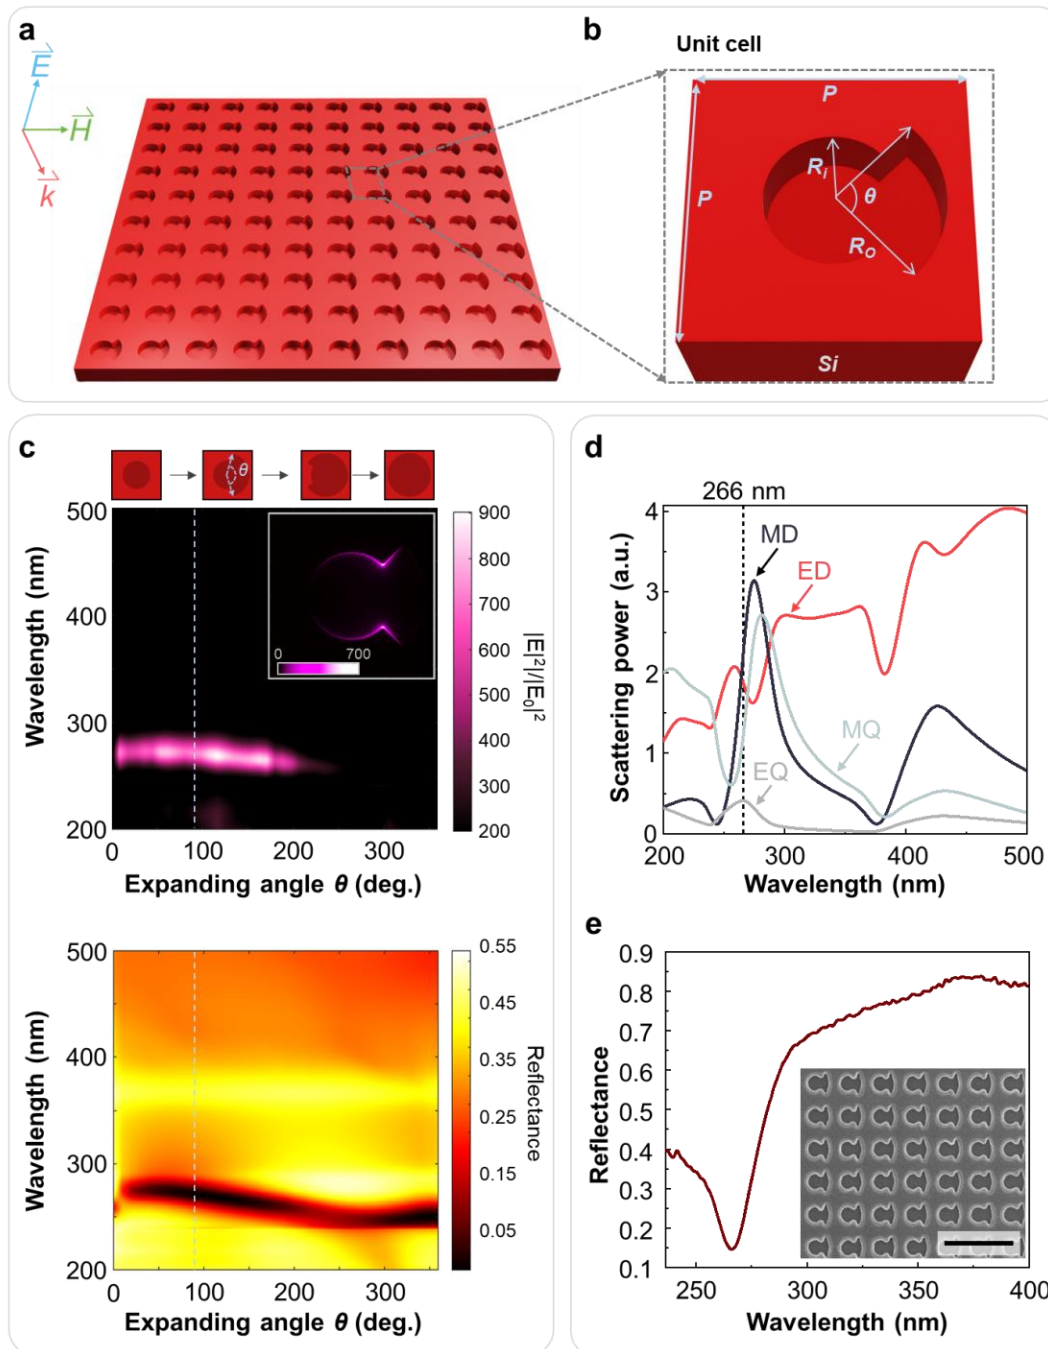 a
E
H
k
b
Unit cell
P
P
Ri
θ
RO
Si
c
θ
500
400
300
200
Wavelength (nm)
0
700
900
800
700
600
500
400
300
200
|E|²|/|E0|²
0
100
200
300
Expanding angle θ (deg.)
500
400
300
200
Wavelength (nm)
0.55
0.45
0.35
0.25
0.15
0.05
Reflectance
0
100
200
300
Expanding angle θ (deg.)
d
266 nm
MD
ED
MQ
EQ
4
3
2
1
0
Scattering power (a.u.)
200
300
400
500
Wavelength (nm)
e
0.9
0.8
0.7
0.6
0.5
0.4
0.3
0.2
0.1
Reflectance
250
300
350
400
Wavelength (nm)